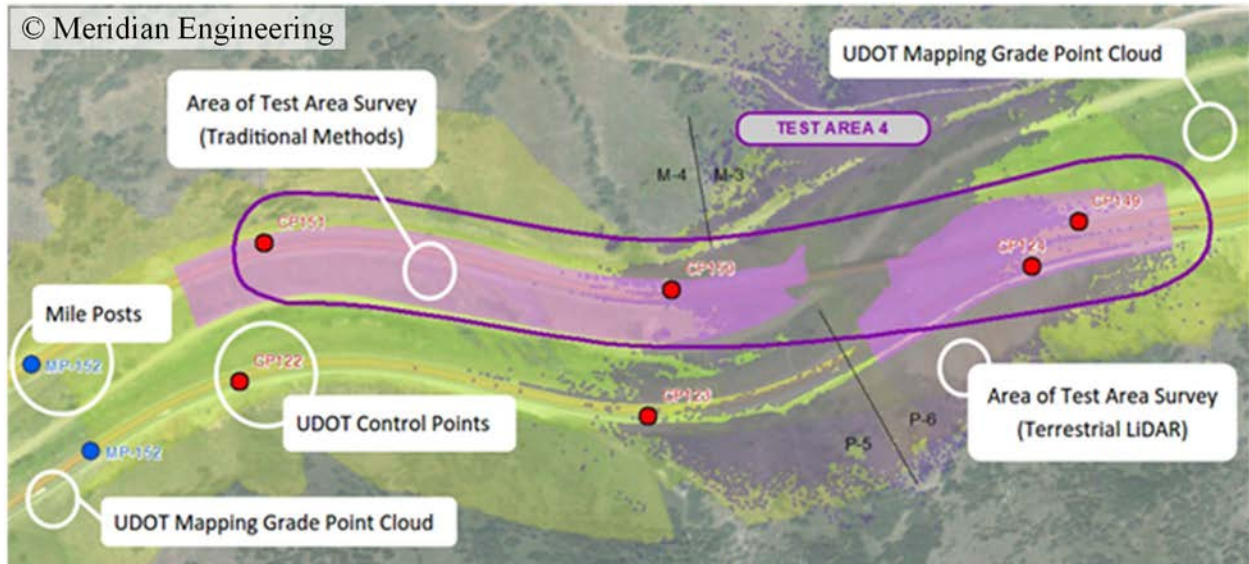 © Meridian Engineering
UDOT Mapping Grade Point Cloud
Area of Test Area Survey
(Traditional Methods)
TEST AREA 4
M-4
M-3
CP151
CP149
CP124
CP150
Mile Posts
MP-152
CP122
UDOT Control Points
CP123
Area of Test Area Survey
(Terrestrial LiDAR)
P-6
P-5
MP-152
UDOT Mapping Grade Point Cloud